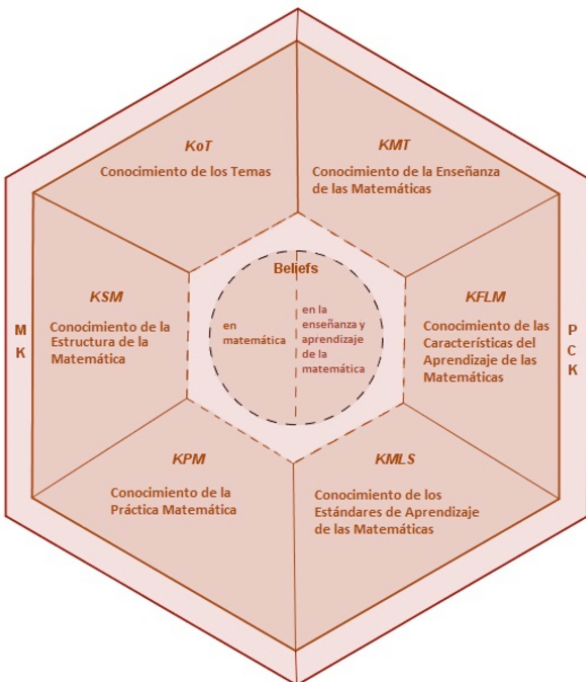 KoT
Conocimiento de los Temas
KMT
Conocimiento de la Enseñanza
de las Matemáticas
KSM
Conocimiento de la
Estructura de la
Matemática
MK
Beliefs
en
matemática
en la
enseñanza y
aprendizaje
de la
matemática
KFLM
Conocimiento de las
Características del
Aprendizaje de las
Matemáticas
PCK
KPM
Conocimiento de la
Práctica Matemática
KMLS
Conocimiento de los
Estándares de Aprendizaje
de las Matemáticas